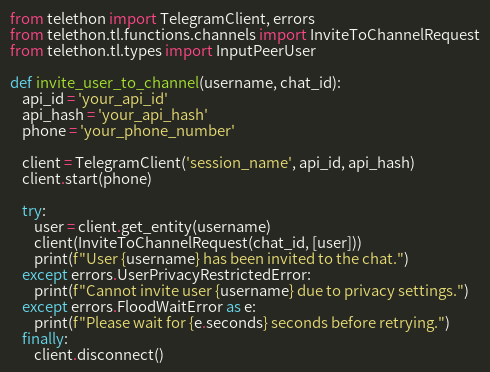 from telethon import TelegramClient, errors
from telethon.tl.functions.channels import InviteToChannelRequest
from telethon.tl.types import InputPeerUser

def invite_user_to_channel(username, chat_id):
    api_id = 'your_api_id'
    api_hash = 'your_api_hash'
    phone = 'your_phone_number'

    client = TelegramClient('session_name', api_id, api_hash)
    client.start(phone)

    try:
        user = client.get_entity(username)
        client(InviteToChannelRequest(chat_id, [user]))
        print(f"User {username} has been invited to the chat.")
    except errors.UserPrivacyRestrictedError:
        print(f"Cannot invite user {username} due to privacy settings.")
    except errors.FloodWaitError as e:
        print(f"Please wait for {e.seconds} seconds before retrying.")
    finally:
        client.disconnect()